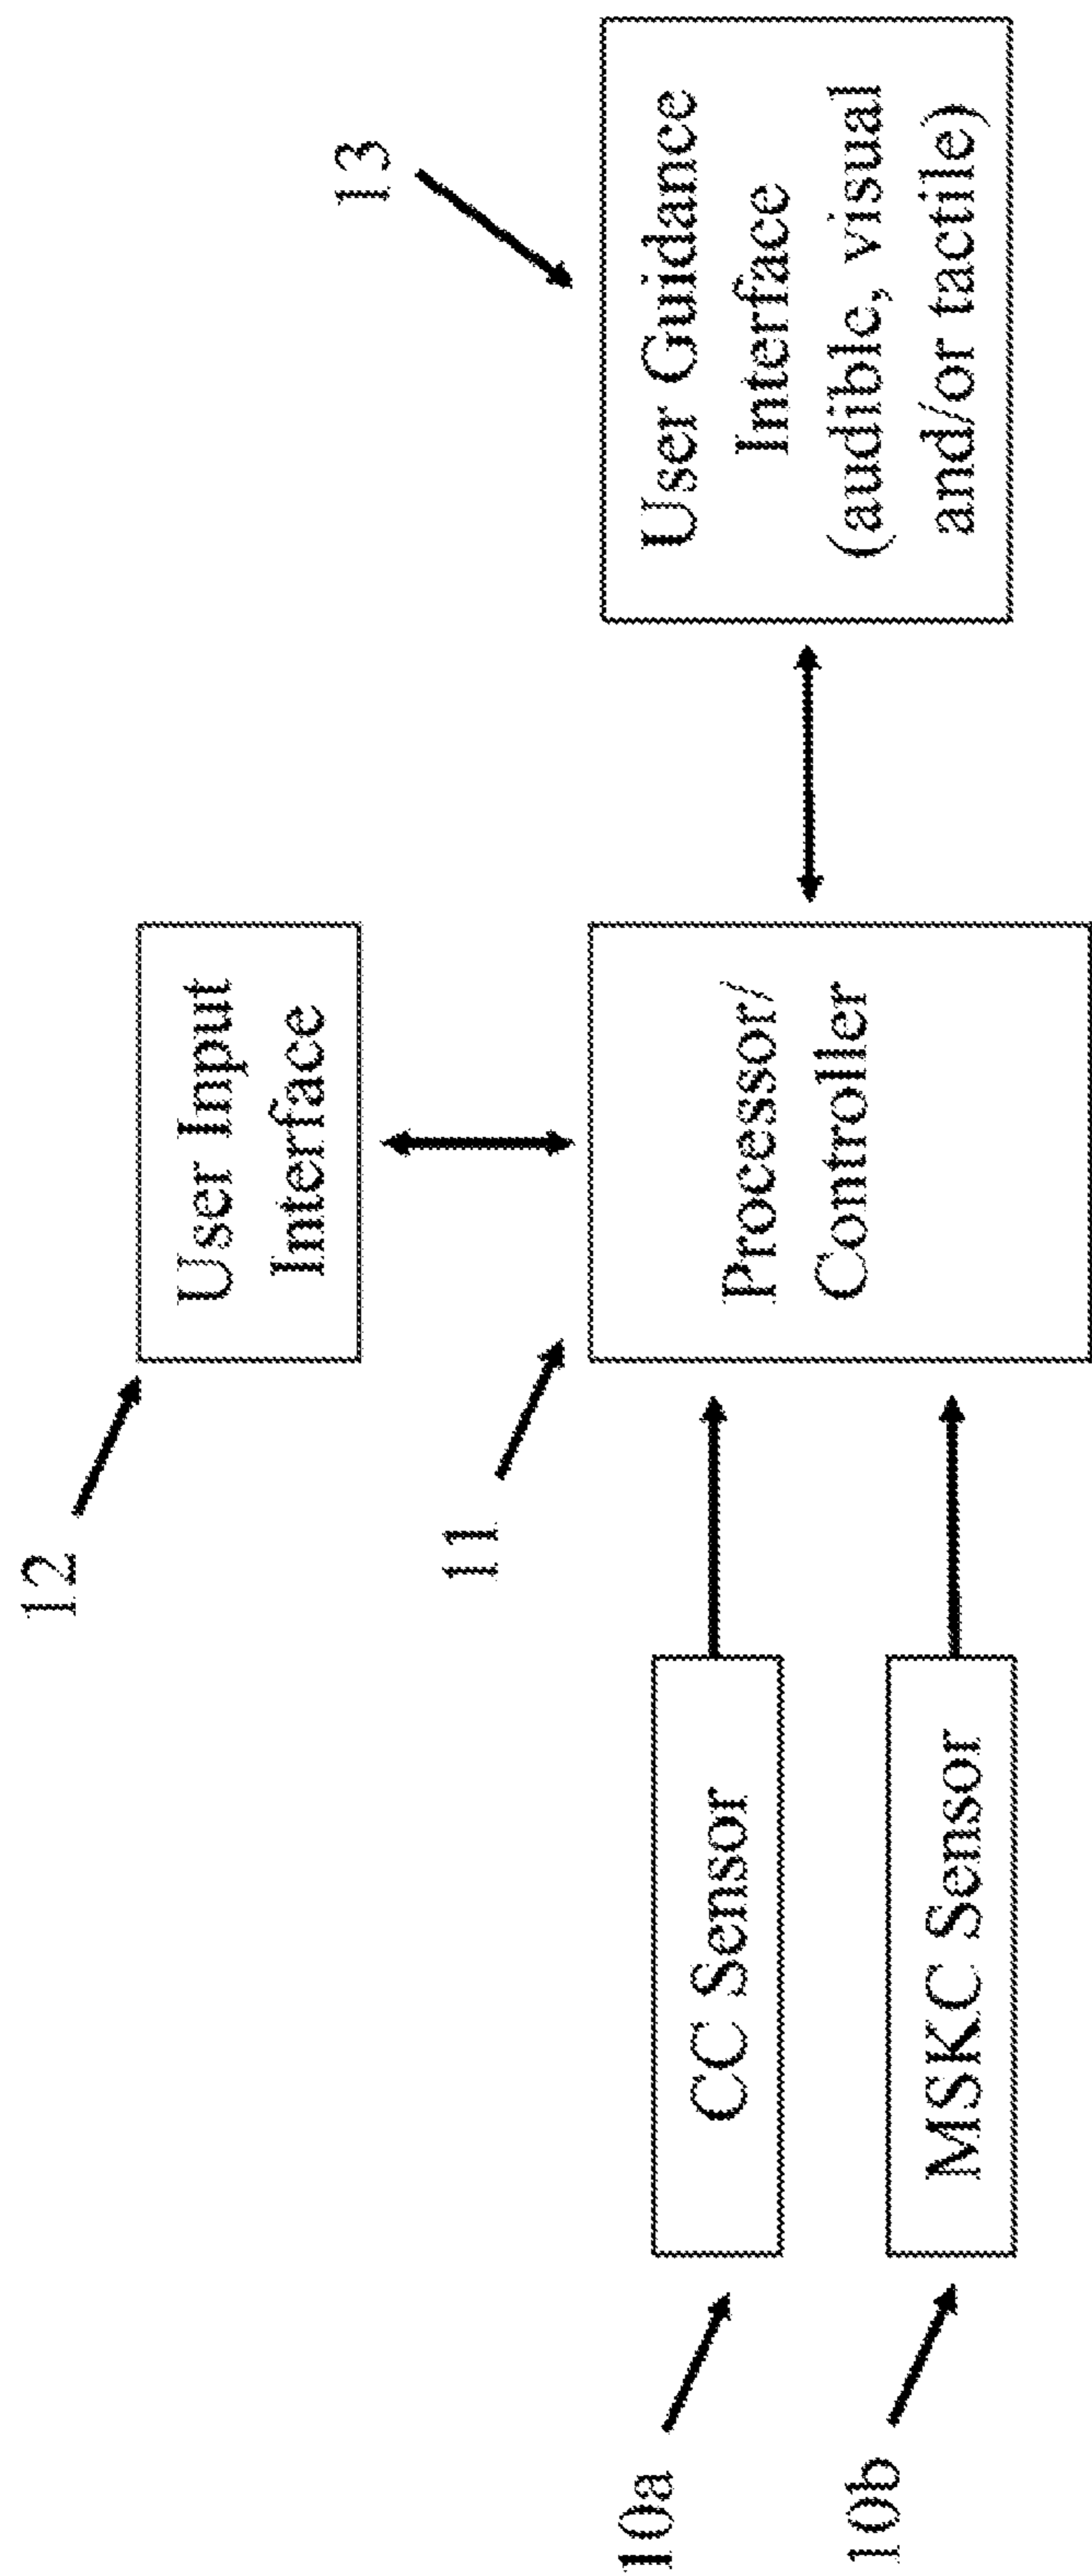 12
User Input
Interface
13
11
10a
CC Sensor
Processor/
Controller
User Guidance
Interface
(audible, visual
and/or tactile)
10b
MSKC Sensor